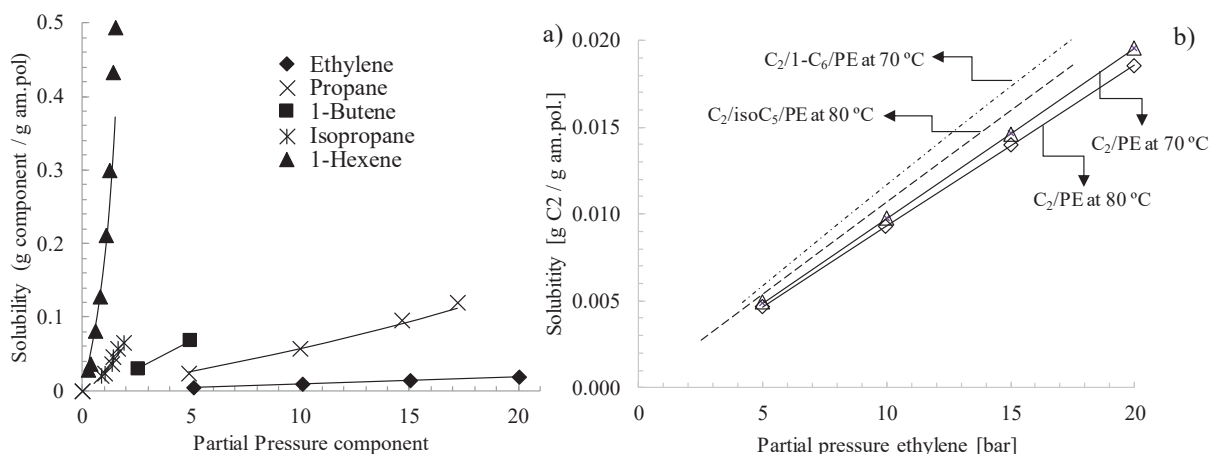 a)
0.5
0.4
0.3
0.2
0.1
0
0 5 10 15 20
Solubility (g component / g am.pol)
Partial Pressure component
Ethylene
Propane
1-Butene
Isopropane
1-Hexene
b)
0.020
0.015
0.010
0.005
0.000
0 5 10 15 20
Solubitity [g C2 / g am.pol.]
Partial pressure ethylene [bar]
C₂/1-C₆/PE at 70 ºC
C₂/isoC₅/PE at 80 ºC
C₂/PE at 70 ºC
C₂/PE at 80 ºC